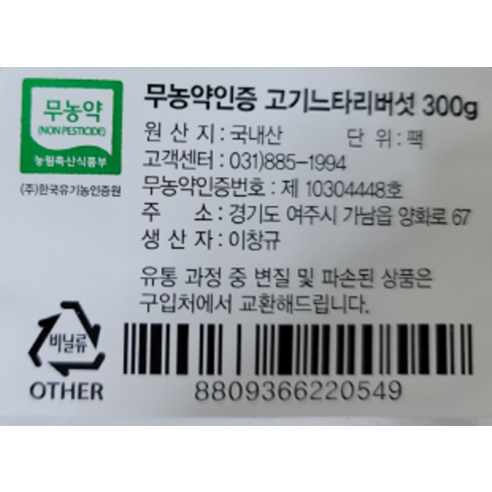 무농약
(NON PESTICIDE)
농림축산식품부
(주)한국유기농인증원
무농약인증 고기느타리버섯 300g
원 산 지 : 국내산 단 위 : 팩
고객센터 : 031)885-1994
무농약인증번호 : 제 10304448호
주 소 : 경기도 여주시 가남읍 양화로 67
생 산 자 : 이창규
유통 과정 중 변질 및 파손된 상품은
구입처에서 교환해드립니다.
비닐류
OTHER
8809366220549